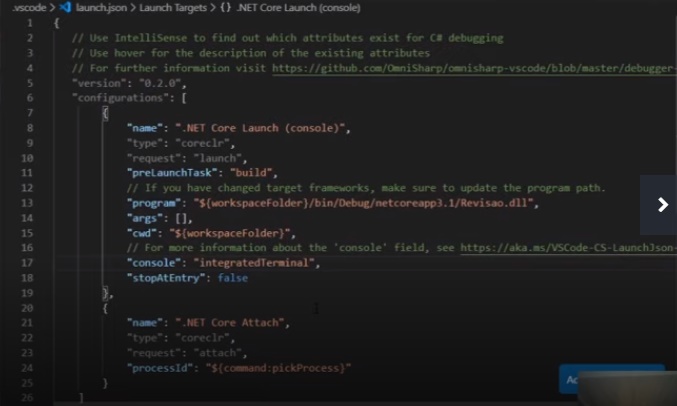 .vscode > launch.json > Launch Targets > {} .NET Core Launch (console)
1 {
2 // Use IntelliSense to find out which attributes exist for C# debugging
3 // Use hover for the description of the existing attributes
4 // For further information visit https://github.com/OmniSharp/omnisharp-vscode/blob/master/debugger-
5 "version": "0.2.0",
6 "configurations": [
7 {
8 "name": ".NET Core Launch (console)",
9 "type": "coreclr",
10 "request": "launch",
11 "preLaunchTask": "build",
12 // If you have changed target frameworks, make sure to update the program path.
13 "program": "${workspaceFolder}/bin/Debug/netcoreapp3.1/Revisao.dll",
14 "args": [],
15 "cwd": "${workspaceFolder}",
16 // For more information about the 'console' field, see https://aka.ms/VSCode-CS-LaunchJson-
17 "console": "integratedTerminal",
18 "stopAtEntry": false
19 },
20 {
21 "name": ".NET Core Attach",
22 "type": "coreclr",
23 "request": "attach",
24 "processId": "${command:pickProcess}"
25 }
26 ]